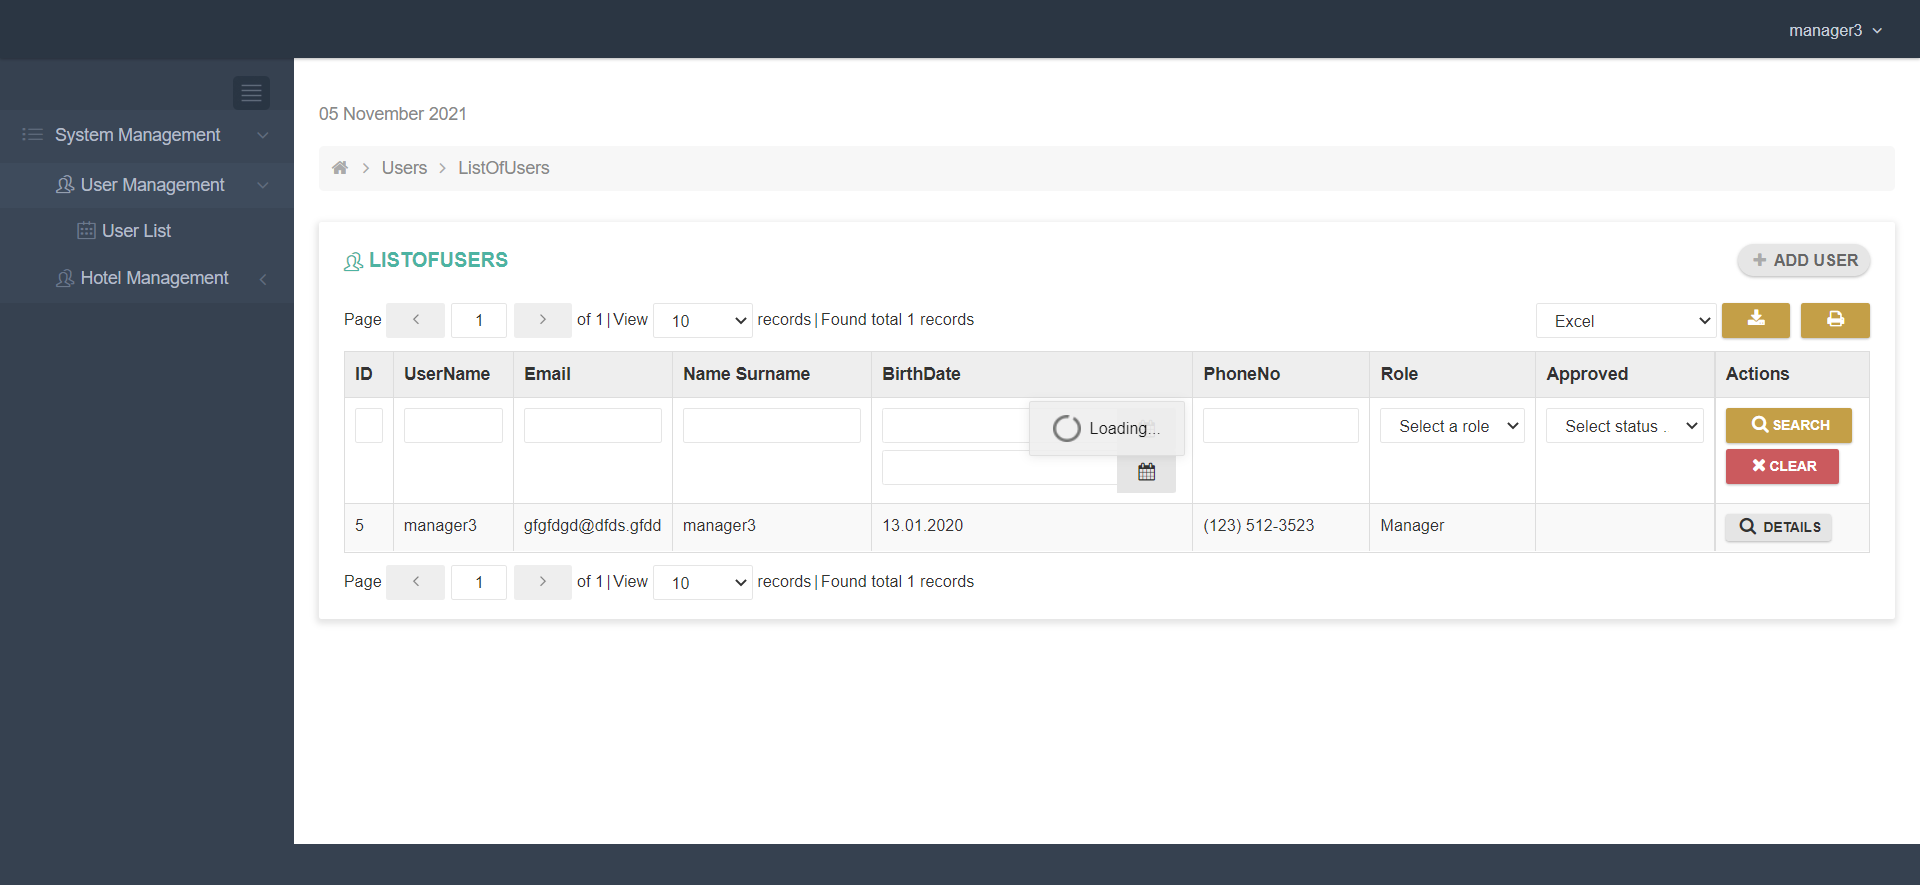 manager3
System Management
User Management
User List
Hotel Management
05 November 2021
Users
ListOfUsers
LISTOFUSERS
ADD USER
Page 1 of 1 | View 10 records | Found total 1 records
Excel
ID UserName Email Name Surname BirthDate PhoneNo Role Approved Actions
Loading...
Select a role
Select status .
SEARCH
CLEAR
5 manager3 gfgfdgd@dfds.gfdd manager3 13.01.2020 (123) 512-3523 Manager DETAILS
Page 1 of 1 | View 10 records | Found total 1 records